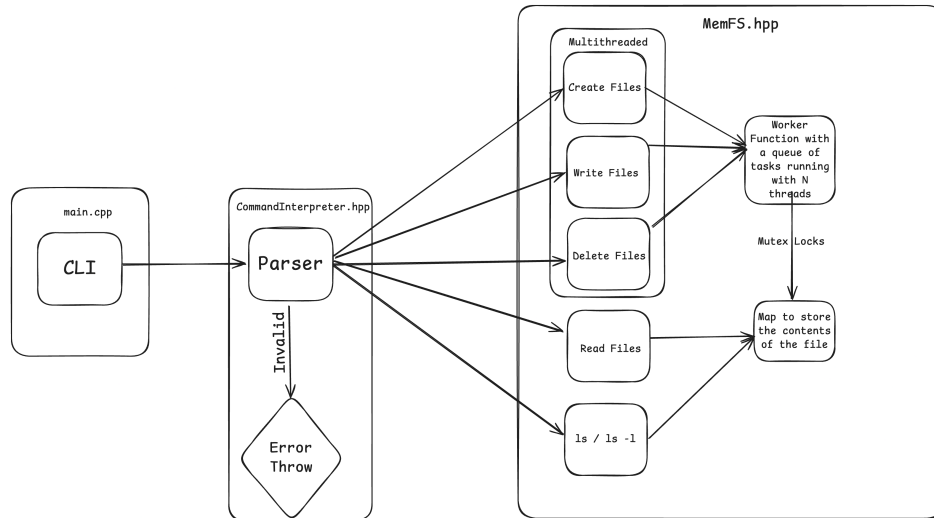 MemFS.hpp
Multithreaded
Create Files
Write Files
Delete Files
Read Files
ls / ls -l
Worker
Function with
a queue of
tasks running
with N
threads
Mutex Locks
Map to store
the contents
of the file
main.cpp
CLI
CommandInterpreter.hpp
Parser
Invalid
Error
Throw